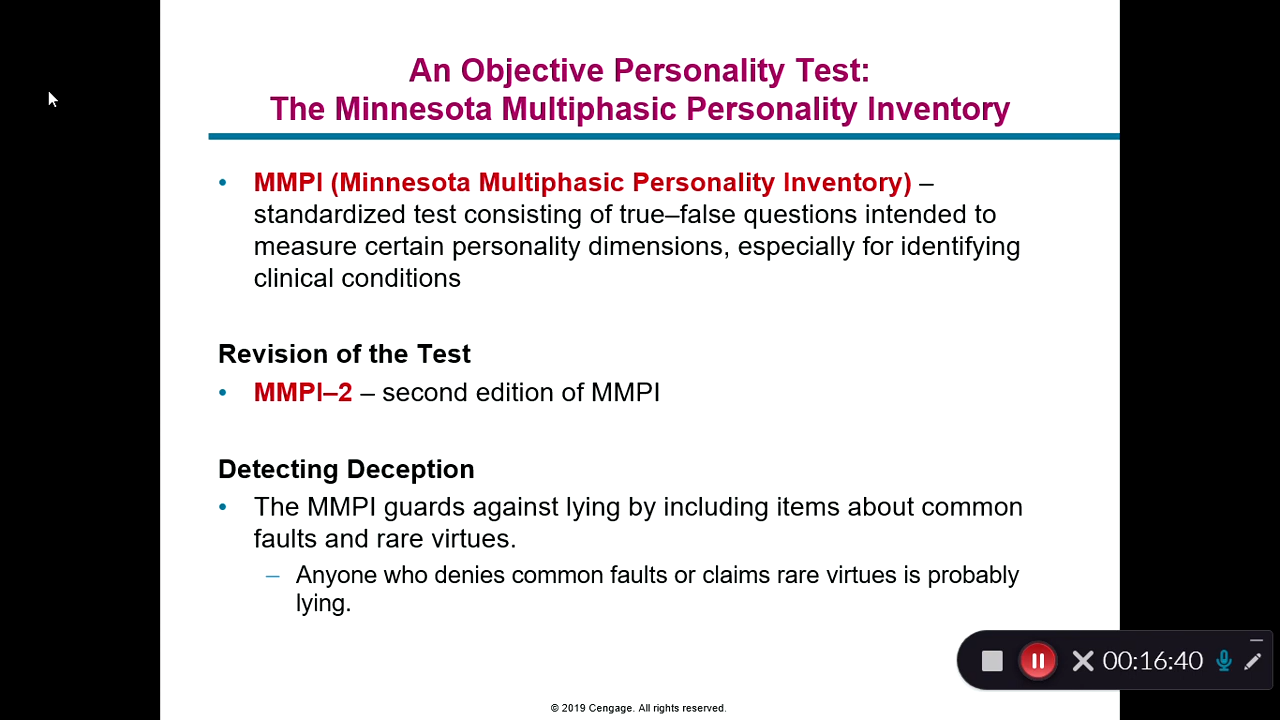 An Objective Personality Test:
The Minnesota Multiphasic Personality Inventory
• MMPI (Minnesota Multiphasic Personality Inventory) –
standardized test consisting of true–false questions intended to
measure certain personality dimensions, especially for identifying
clinical conditions
Revision of the Test
• MMPI–2 – second edition of MMPI
Detecting Deception
• The MMPI guards against lying by including items about common
faults and rare virtues.
– Anyone who denies common faults or claims rare virtues is probably
lying.
00:16:40
© 2019 Cengage. All rights reserved.